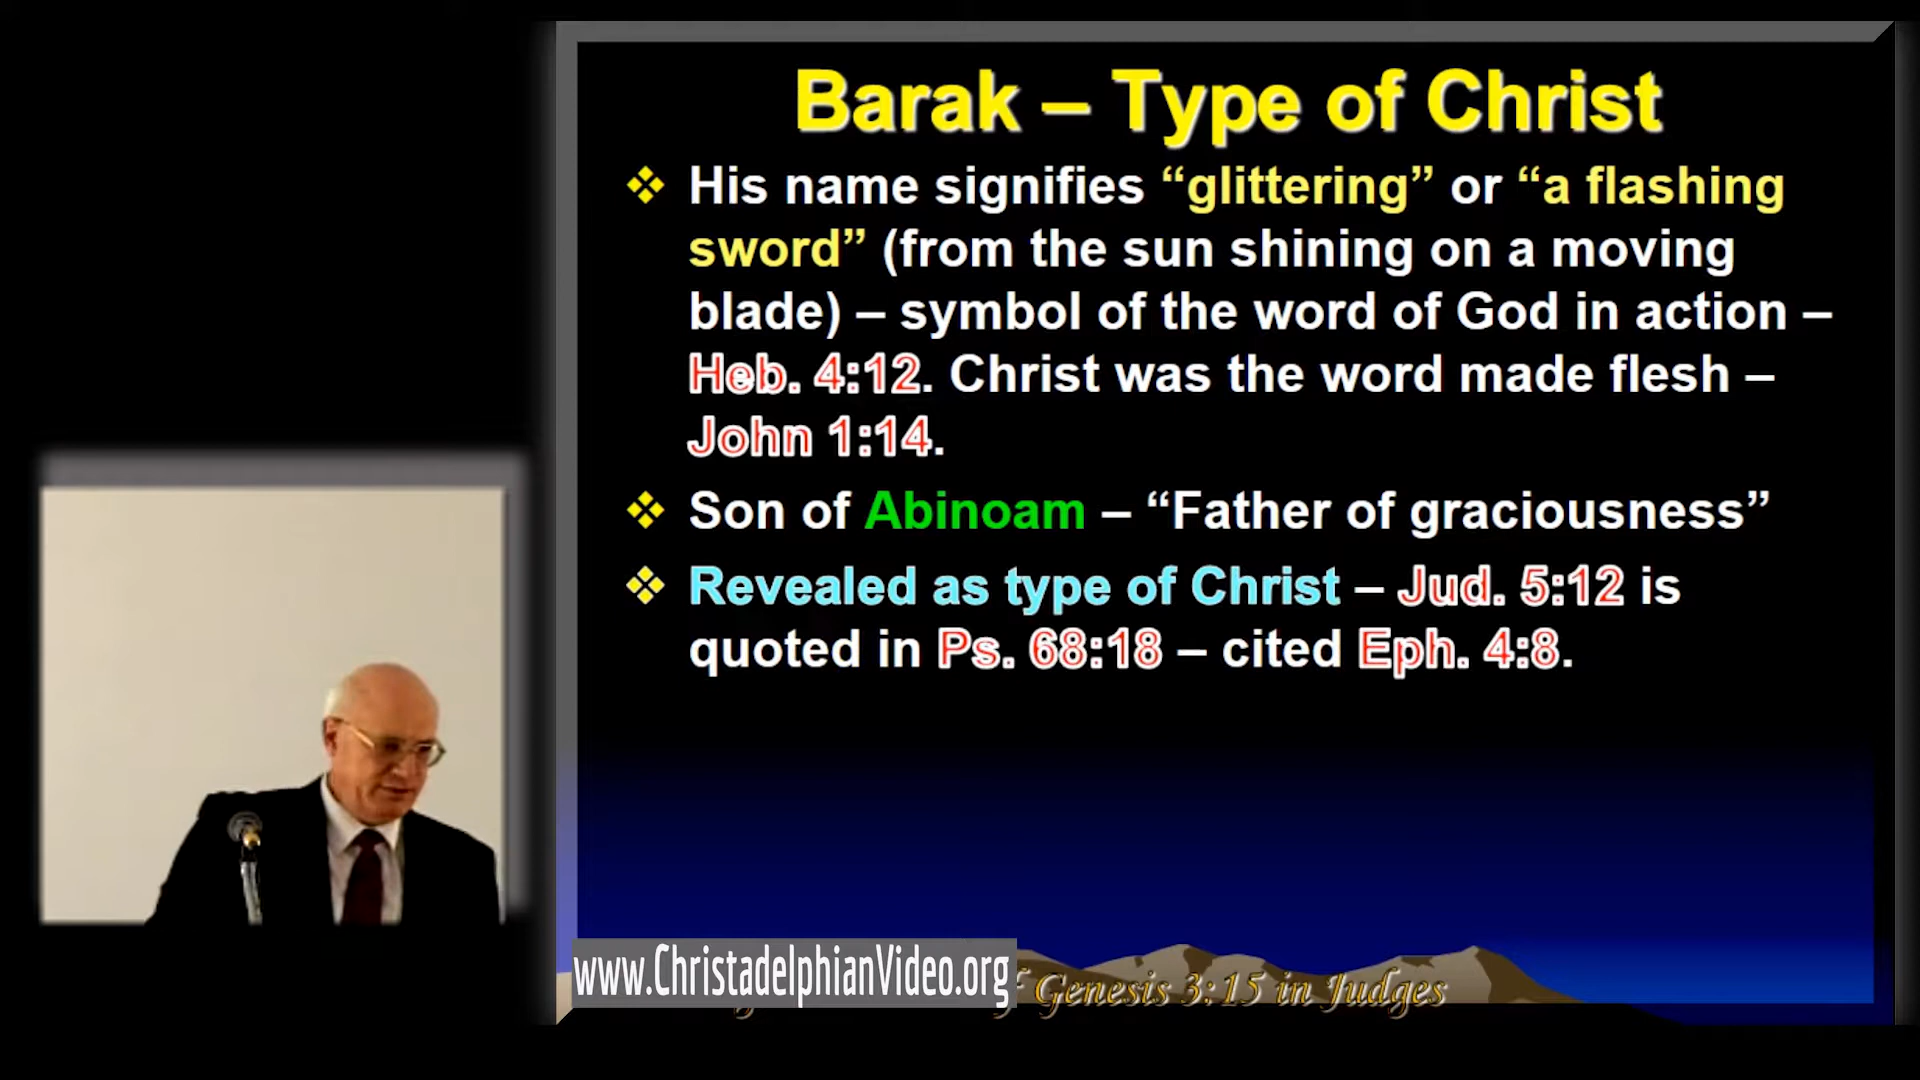 Barak – Type of Christ
❖ His name signifies “glittering” or “a flashing
sword” (from the sun shining on a moving
blade) – symbol of the word of God in action –
Heb. 4:12. Christ was the word made flesh –
John 1:14.
❖ Son of Abinoam – “Father of graciousness”
❖ Revealed as type of Christ – Jud. 5:12 is
quoted in Ps. 68:18 – cited Eph. 4:8.
www.ChristadelphianVideo.org
Genesis 3:15 in Judges